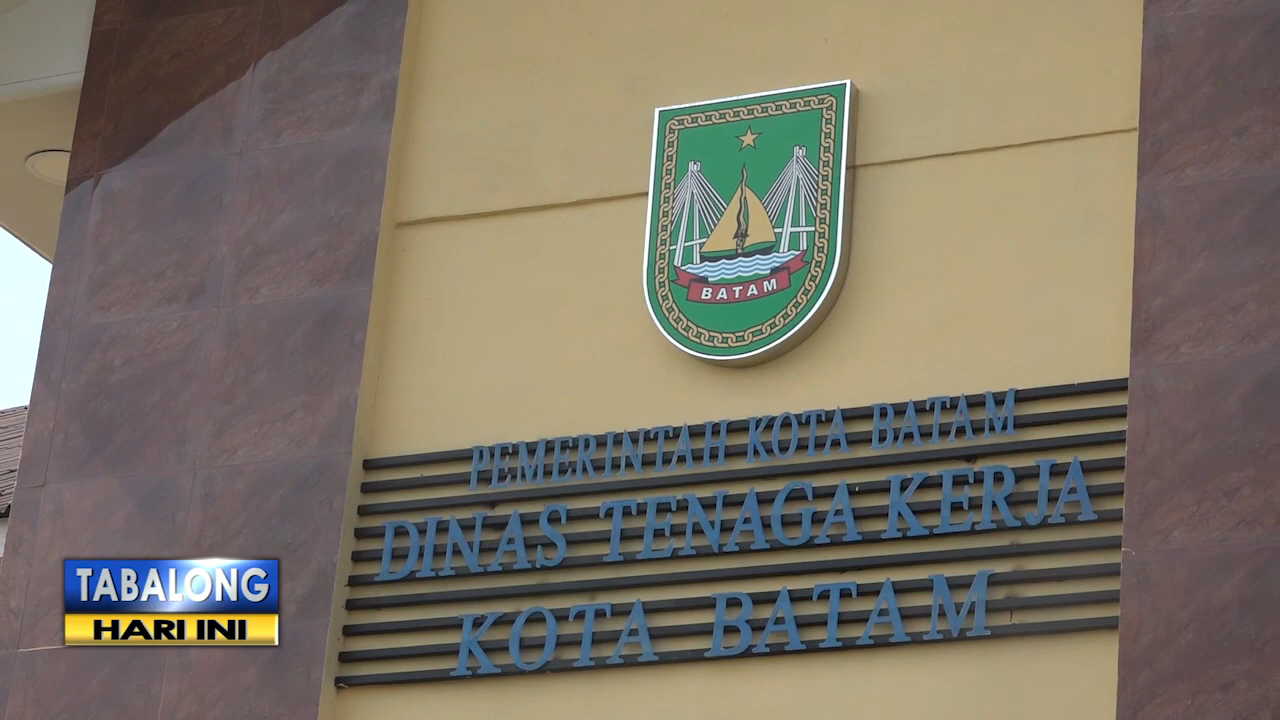 BATAM
PEMERINTAH KOTA BATAM
DINAS TENAGA KERJA
KOTA BATAM
TABALONG
HARI INI